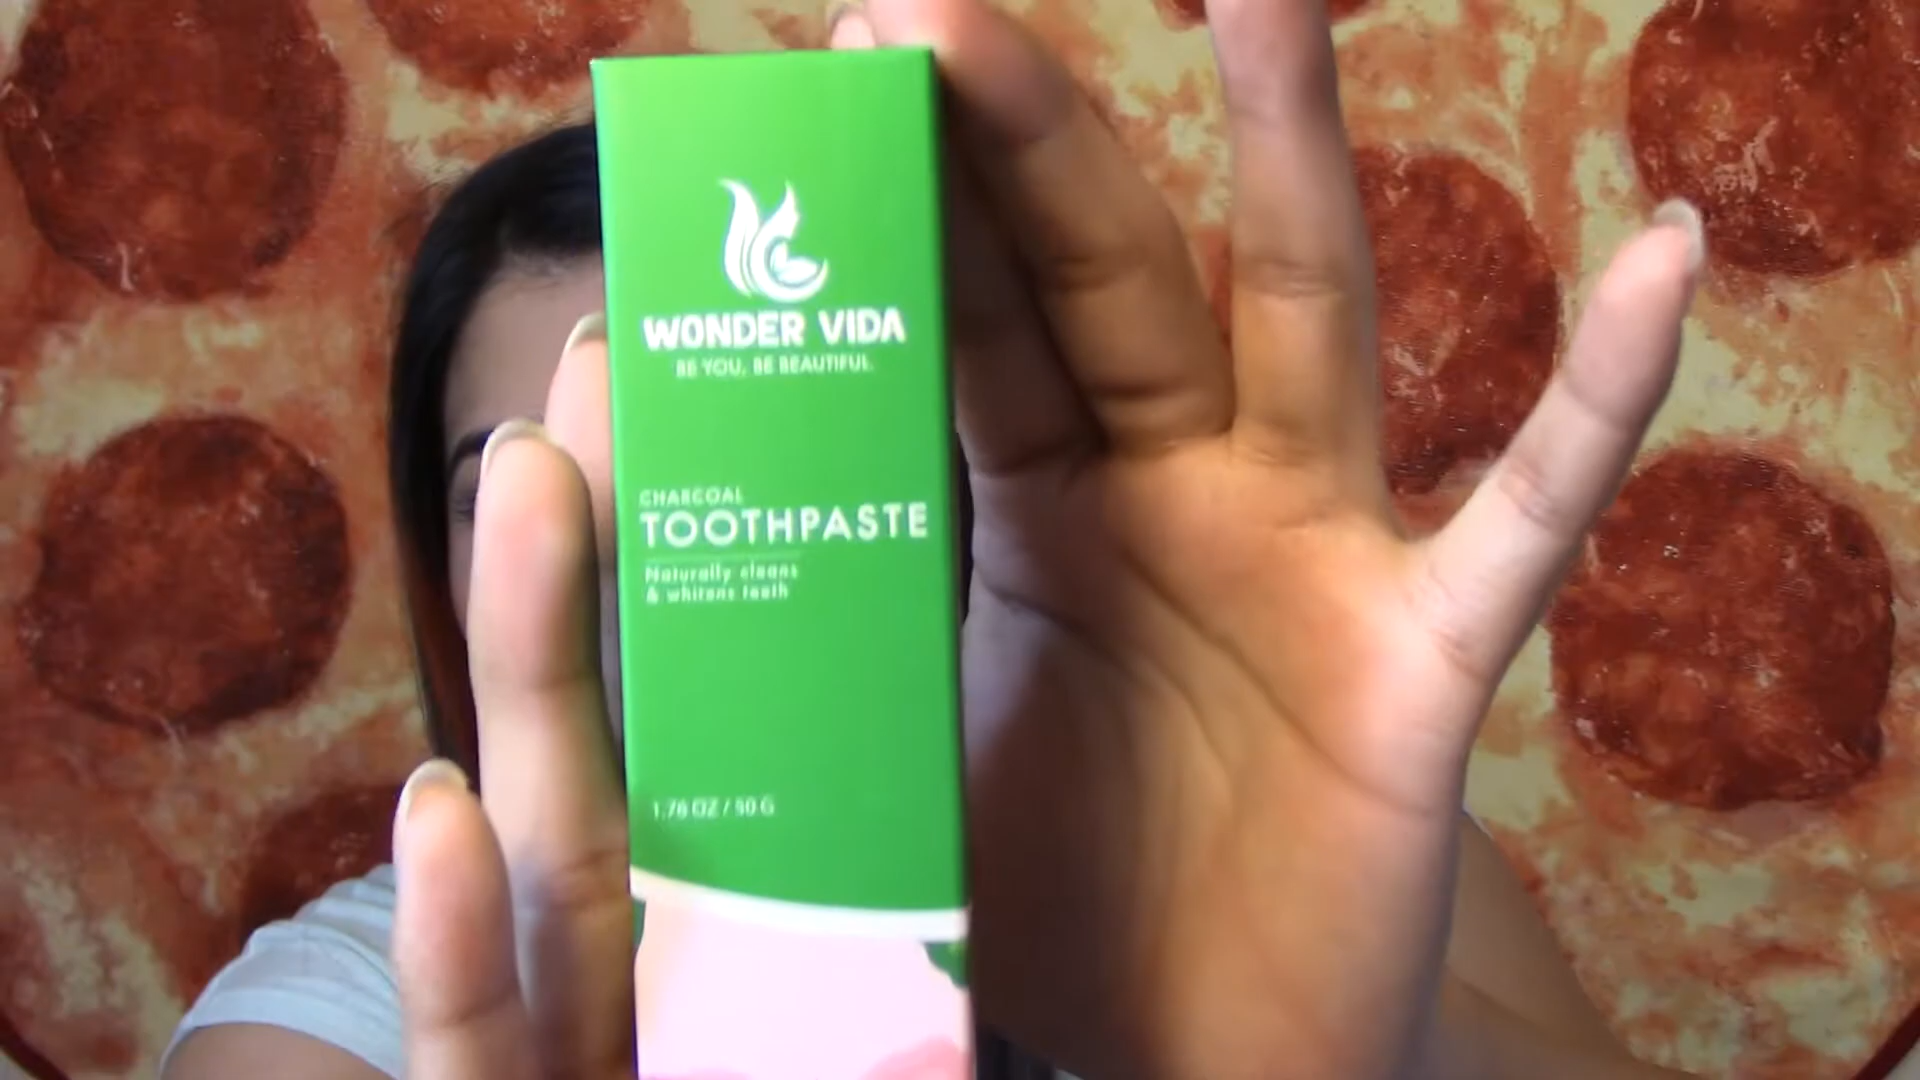 WONDER VIDA
BE YOU, BE BEAUTIFUL
CHARCOAL
TOOTHPASTE
Naturally cleans
& whitens teeth
1.76 OZ / 50 G